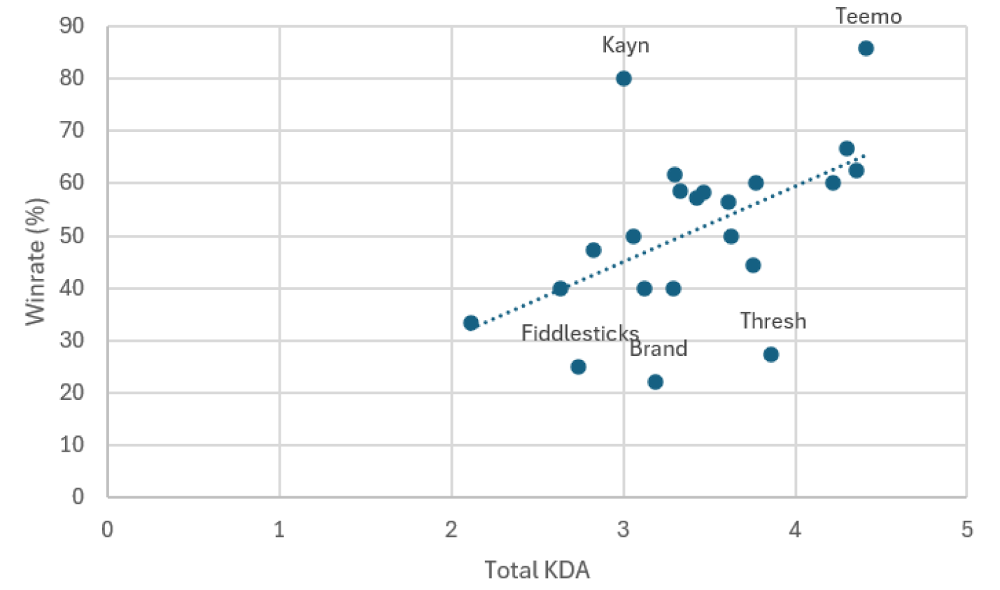 Teemo
90
Kayn
80
70
60
50
40
Thresh
Fiddlesticks
30
Brand
20
10
0
0 1 2 3 4 5
Total KDA
Winrate (%)